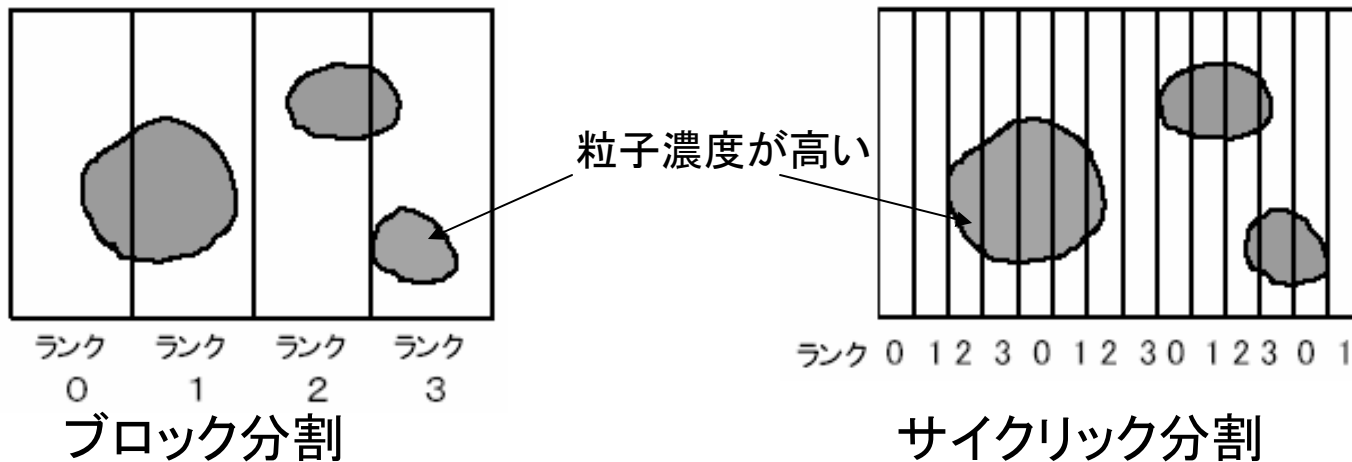 粒子濃度が高い
ランク ランク ランク ランク
0 1 2 3
ブロック分割
ランク 0 1 2 3 0 1 2 3 0 1 2 3 0 1
サイクリック分割